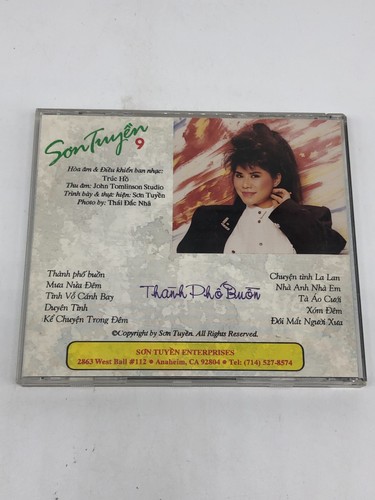 Sơn Tuyền 9
Hòa âm & Điều khiển ban nhạc:
Trúc Hồ
Thu âm: John Tomlinson Studio
Trình bày & thực hiện: Sơn Tuyền
Photo by: Thái Đắc Nhã
Thành phố buồn
Mưa Nửa Đêm
Tình Vỗ Cánh Bay
Duyên Tình
Kể Chuyện Trong Đêm
Thành Phố Buồn
Chuyện tình La Lan
Nhà Anh Nhà Em
Tà Áo Cưới
Xóm Đêm
Đôi Mắt Người Xưa
©Copyright by Sơn Tuyền. All Rights Reserved.
SƠN TUYỀN ENTERPRISES
2863 West Ball #112 • Anaheim, CA 92804 • Tel: (714) 527-8574